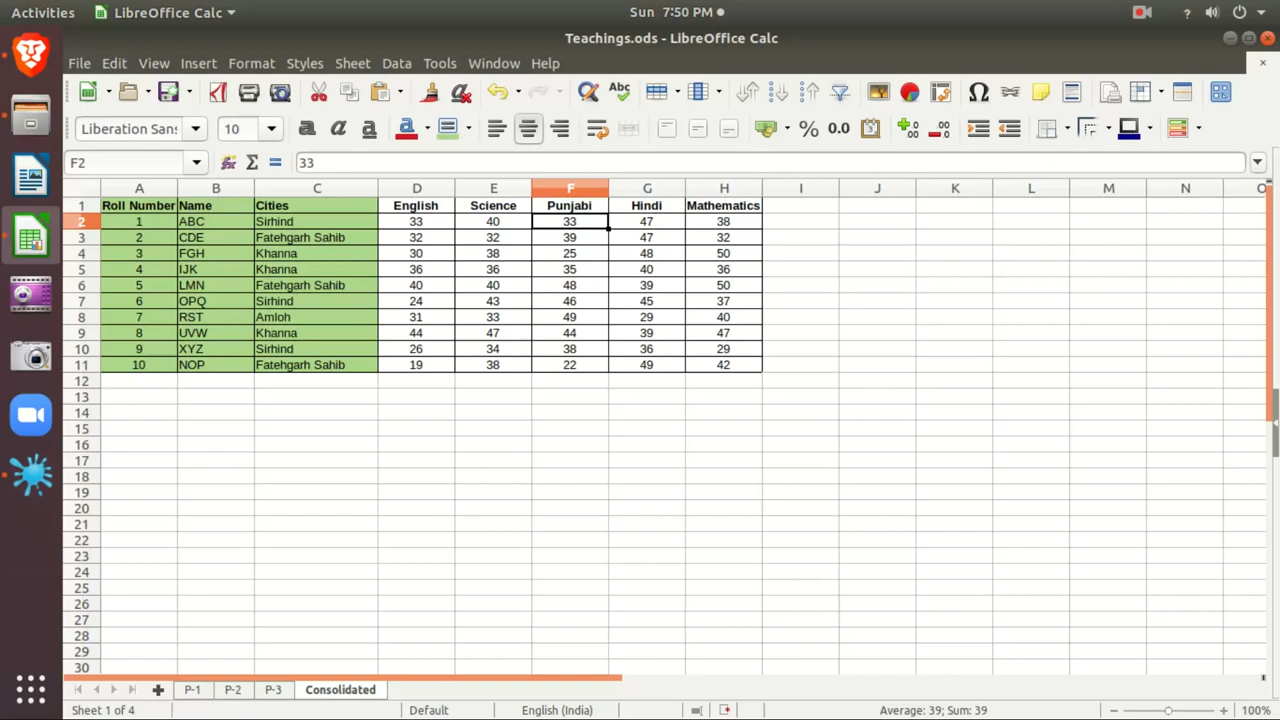 Activities LibreOffice Calc Sun 7:50 PM ?
Teachings.ods - LibreOffice Calc
File Edit View Insert Format Styles Sheet Data Tools Window Help
Abc Ω
Liberation Sans 10 a a a % 0.0
F2 Σ = 33
A B C D E F G H I J K L M N O
1 Roll Number Name Cities English Science Punjabi Hindi Mathematics
2 1 ABC Sirhind 33 40 33 47 38
3 2 CDE Fatehgarh Sahib 32 32 39 47 32
4 3 FGH Khanna 30 38 25 48 50
5 4 IJK Khanna 36 36 35 40 36
6 5 LMN Fatehgarh Sahib 40 40 48 39 50
7 6 OPQ Sirhind 24 43 46 45 37
8 7 RST Amloh 31 33 49 29 40
9 8 UVW Khanna 44 47 44 39 47
10 9 XYZ Sirhind 26 34 38 36 29
11 10 NOP Fatehgarh Sahib 19 38 22 49 42
12
13
14
15
16
17
18
19
20
21
22
23
24
25
26
27
28
29
30
P-1 P-2 P-3 Consolidated
Sheet 1 of 4 Default English (India) Average: 39; Sum: 39 100%